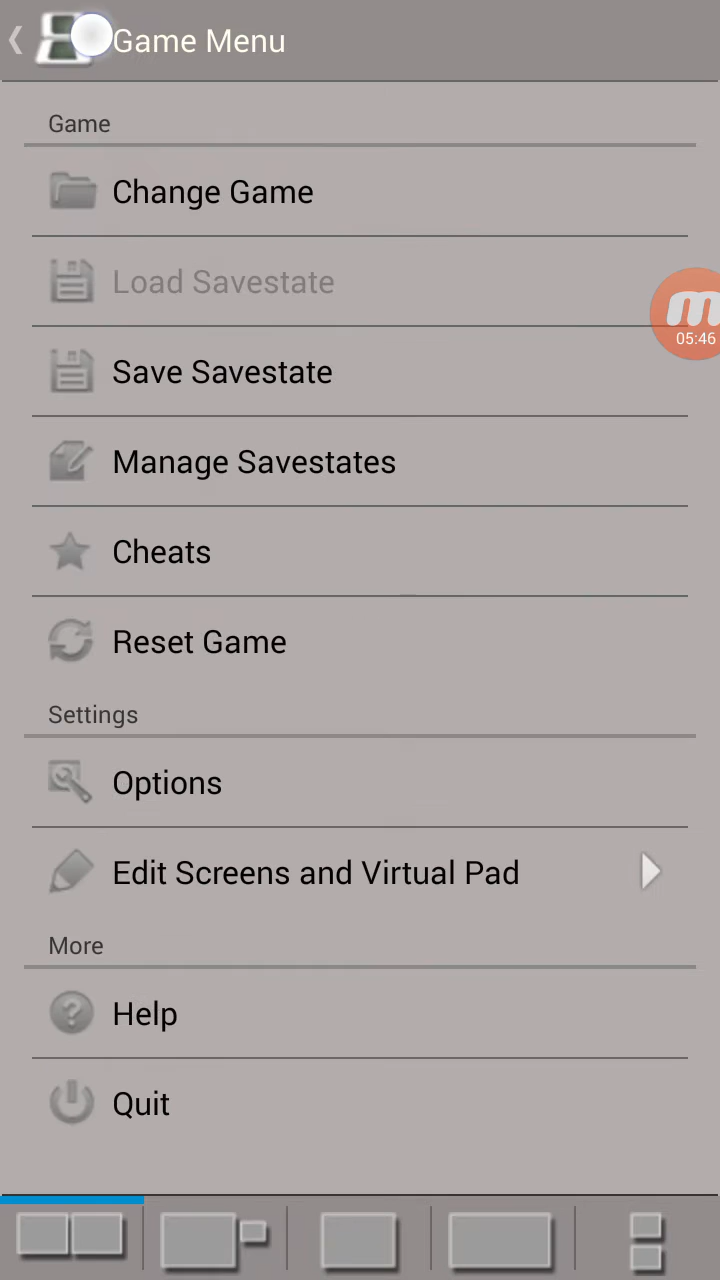 Game Menu
Game
Change Game
Load Savestate
05:46
Save Savestate
Manage Savestates
Cheats
Reset Game
Settings
Options
Edit Screens and Virtual Pad
More
Help
Quit